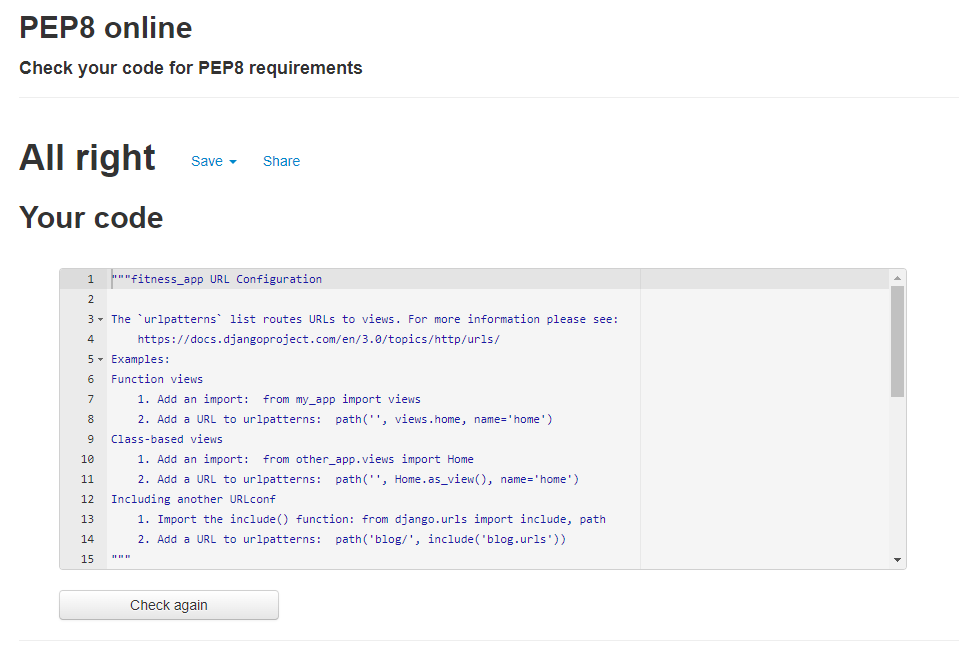 PEP8 online
Check your code for PEP8 requirements
All right Save Share
Your code
1 """fitness_app URL Configuration
2
3 The `urlpatterns` list routes URLs to views. For more information please see:
4     https://docs.djangoproject.com/en/3.0/topics/http/urls/
5 Examples:
6 Function views
7     1. Add an import:  from my_app import views
8     2. Add a URL to urlpatterns:  path('', views.home, name='home')
9 Class-based views
10     1. Add an import:  from other_app.views import Home
11     2. Add a URL to urlpatterns:  path('', Home.as_view(), name='home')
12 Including another URLconf
13     1. Import the include() function: from django.urls import include, path
14     2. Add a URL to urlpatterns:  path('blog/', include('blog.urls'))
15 """
Check again